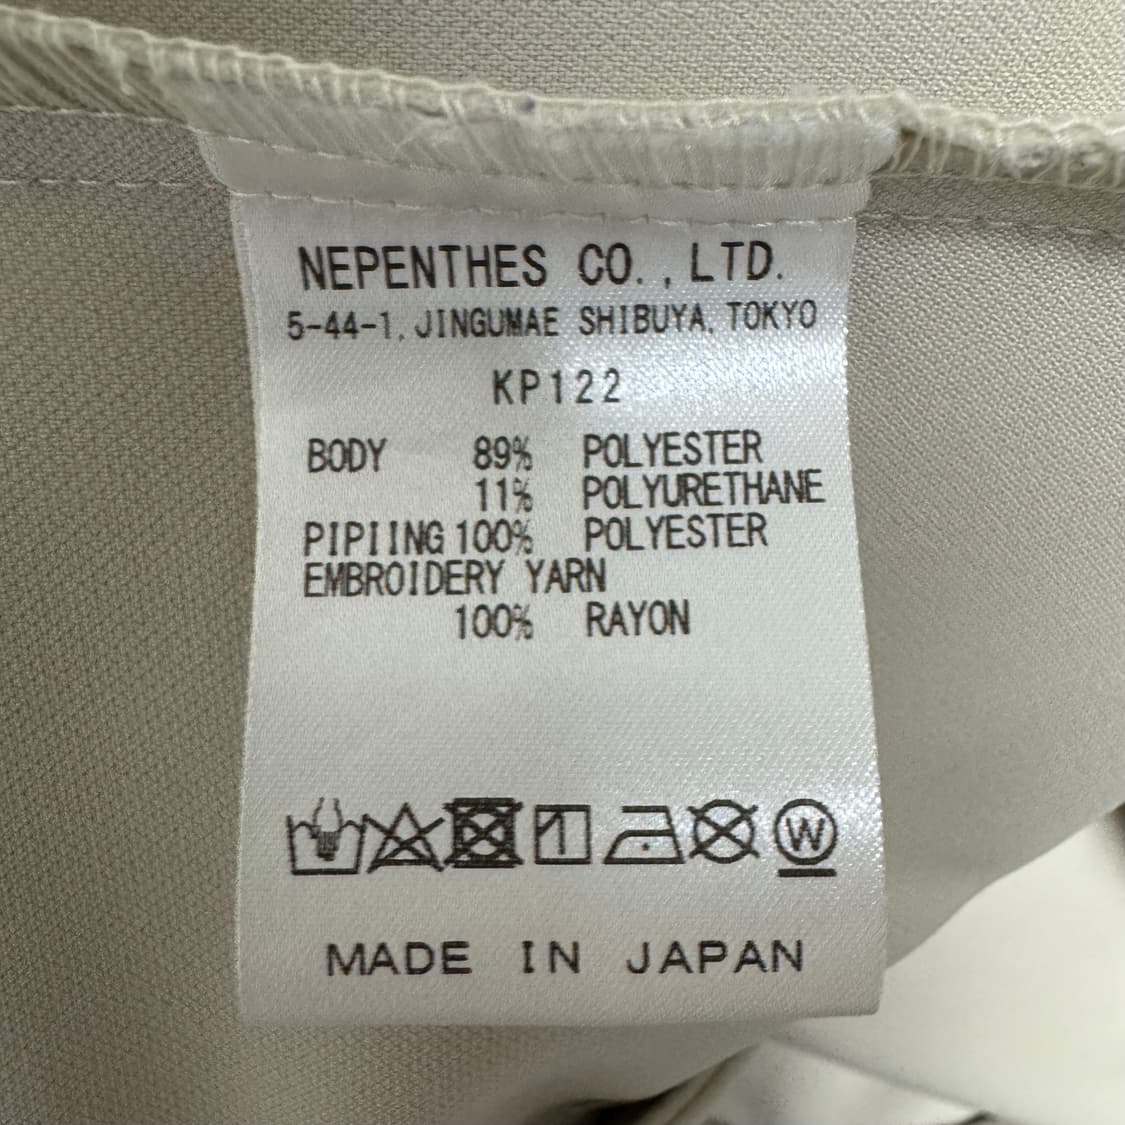 NEPENTHES CO., LTD.
5-44-1, JINGUMAE SHIBUYA, TOKYO
KP122
BODY 89% POLYESTER
11% POLYURETHANE
PIPIING 100% POLYESTER
EMBROIDERY YARN
100% RAYON
1 W
MADE IN JAPAN